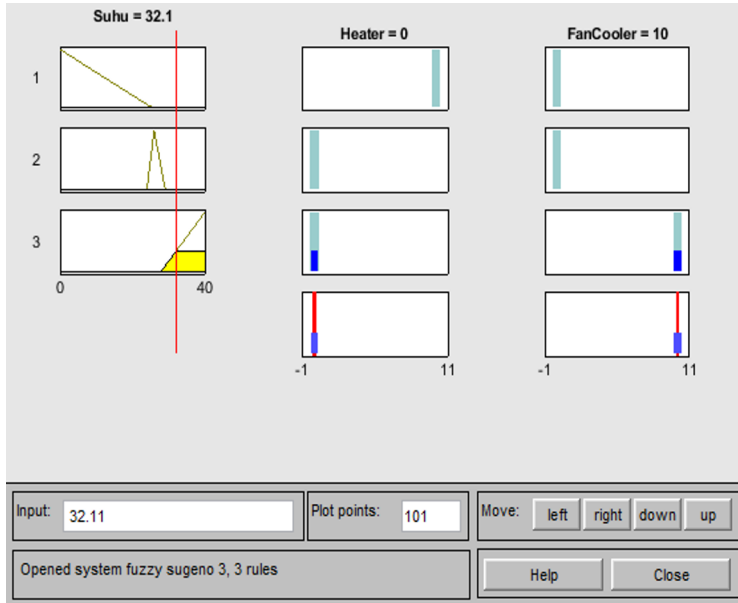 Suhu = 32.1
Heater = 0
FanCooler = 10
1
2
3
0 40
-1 11
-1 11
Input: 32.11
Plot points: 101
Move: left right down up
Opened system fuzzy sugeno 3, 3 rules
Help Close